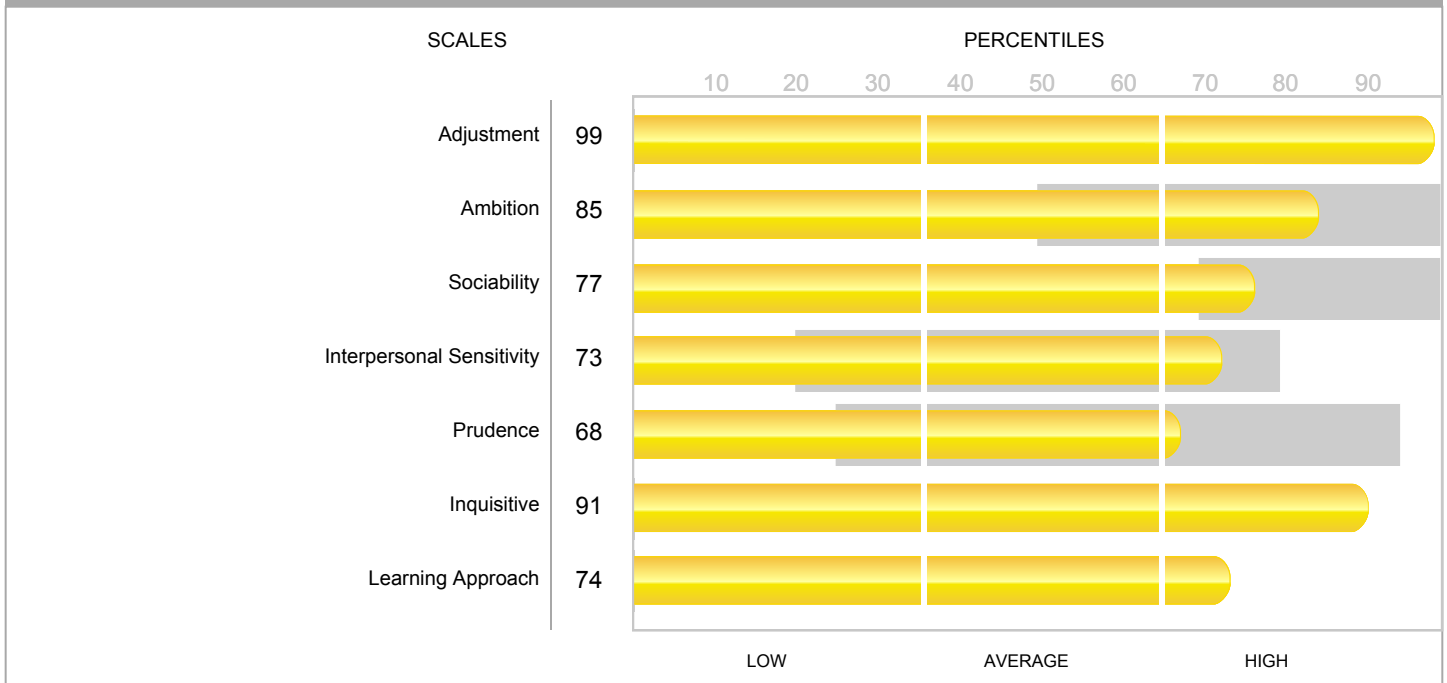 SCALES PERCENTILES
10 20 30 40 50 60 70 80 90
Adjustment 99
Ambition 85
Sociability 77
Interpersonal Sensitivity 73
Prudence 68
Inquisitive 91
Learning Approach 74
LOW AVERAGE HIGH